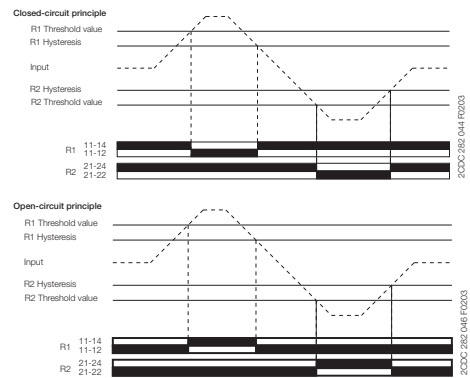 Closed-circuit principle
R1 Threshold value
R1 Hysteresis
Input
R2 Hysteresis
R2 Threshold value
R1 11-14
11-12
R2 21-24
21-22
2CDC 282 044 F0203
Open-circuit principle
R1 Threshold value
R1 Hysteresis
Input
R2 Hysteresis
R2 Threshold value
R1 11-14
11-12
R2 21-24
21-22
2CDC 282 046 F0203